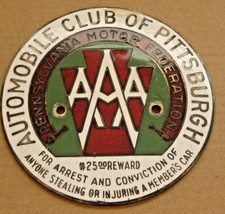 AUTOMOBILE CLUB OF PITTSBURGH
PENNSYLVANIA MOTOR FEDERATION
AAA
$25.00 REWARD
FOR ARREST AND CONVICTION OF
ANYONE STEALING OR INJURING A MEMBER'S CAR